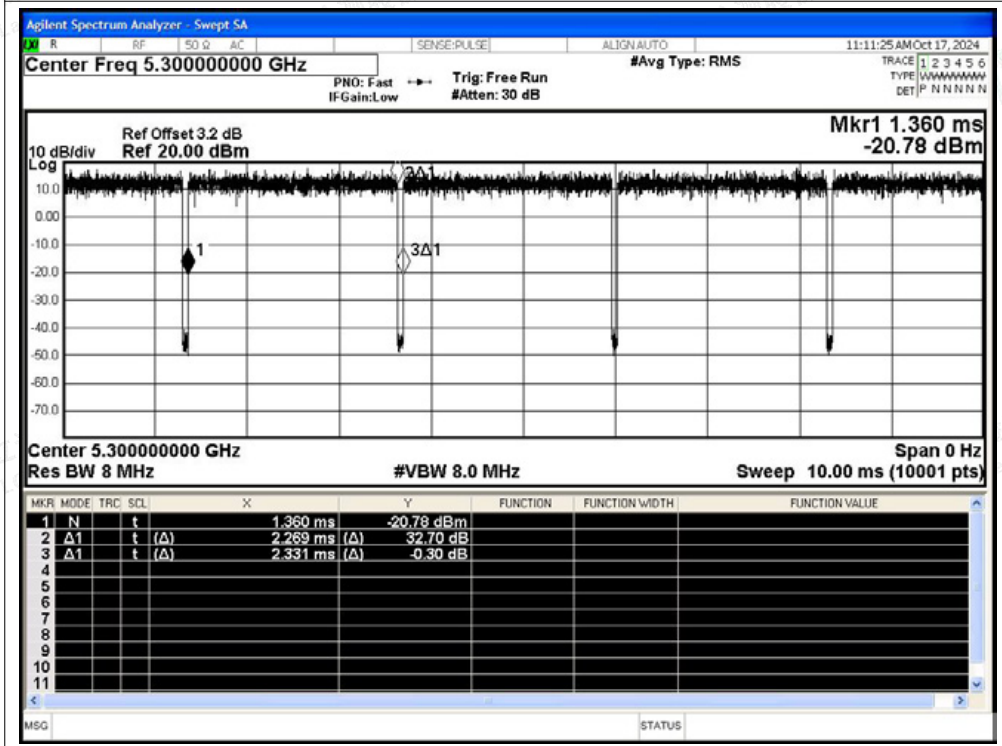 Agilent Spectrum Analyzer - Swept SA
R RF 50 Ω AC SENSE:PULSE ALIGN AUTO 11:11:25 AM Oct 17, 2024
Center Freq 5.300000000 GHz #Avg Type: RMS TRACE 1 2 3 4 5 6
PNO: Fast Trig: Free Run TYPE WWWWWW
IFGain:Low #Atten: 30 dB DET P N N N N N
Mkr1 1.360 ms
Ref Offset 3.2 dB
10 dB/div Ref 20.00 dBm -20.78 dBm
Log
2Δ1
10.0
0.00
-10.0
1 3Δ1
-20.0
-30.0
-40.0
-50.0
-60.0
-70.0
Center 5.300000000 GHz Span 0 Hz
Res BW 8 MHz #VBW 8.0 MHz Sweep 10.00 ms (10001 pts)
MKR MODE TRC SCL X Y FUNCTION FUNCTION WIDTH FUNCTION VALUE
1 N t 1.360 ms -20.78 dBm
2 Δ1 t (Δ) 2.269 ms (Δ) 32.70 dB
3 Δ1 t (Δ) 2.331 ms (Δ) -0.30 dB
4
5
6
7
8
9
10
11
MSG STATUS